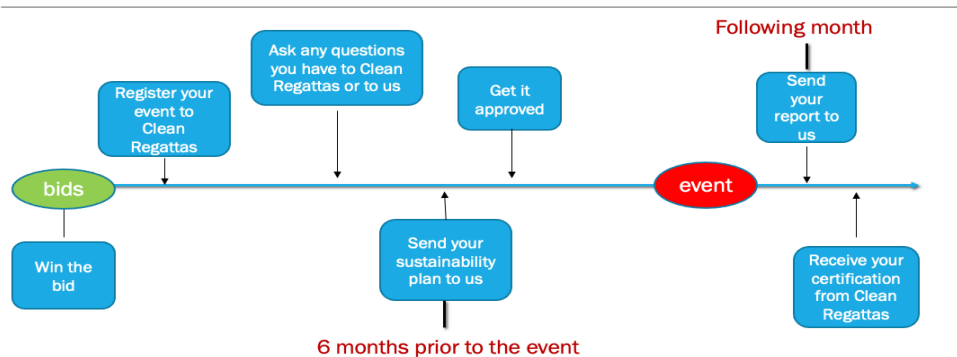 Following month
Ask any questions
you have to Clean
Regattas or to us
Send
your
report to
us
Get it
approved
Register your
event to
Clean
Regattas
bids
event
Win the
bid
Send your
sustainability
plan to us
Receive your
certification
from Clean
Regattas
6 months prior to the event